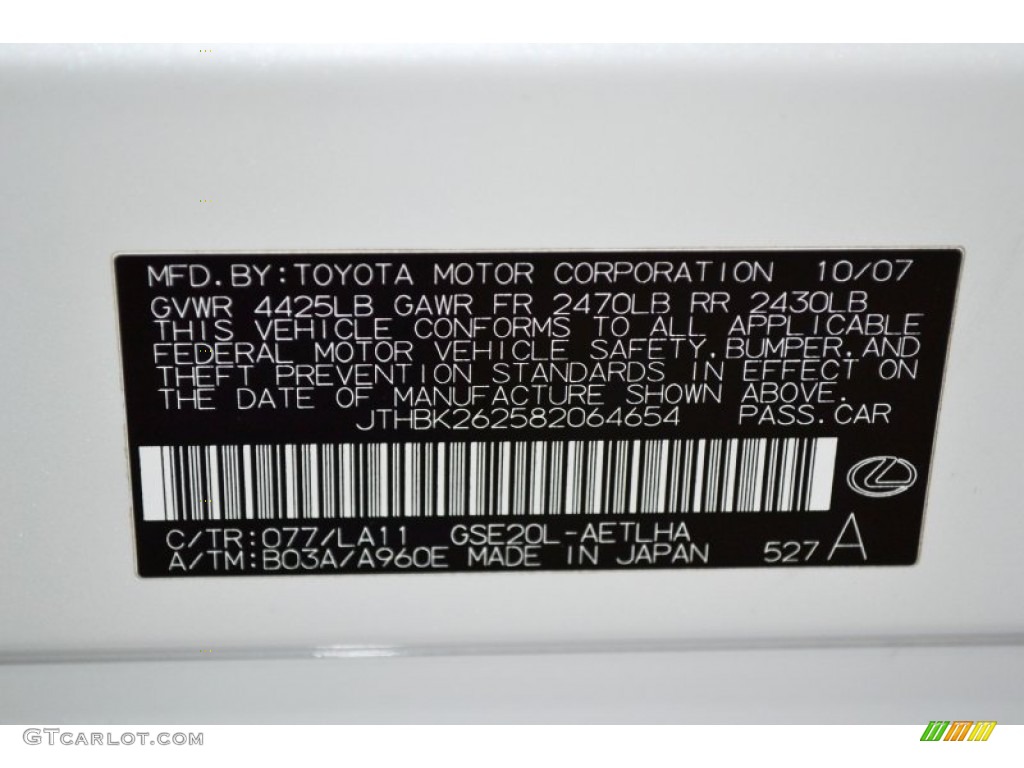 MFD.BY:TOYOTA MOTOR CORPORATION 10/07
GVWR 4425LB GAWR FR 2470LB RR 2430LB
THIS VEHICLE CONFORMS TO ALL APPLICABLE
FEDERAL MOTOR VEHICLE SAFETY,BUMPER,AND
THEFT PREVENTION STANDARDS IN EFFECT ON
THE DATE OF MANUFACTURE SHOWN ABOVE.
JTHBK262582064654 PASS.CAR
C/TR:077/LA11 GSE20L-AETLHA
A/TM:B03A/A960E MADE IN JAPAN 527 A
GTCARLOT.COM